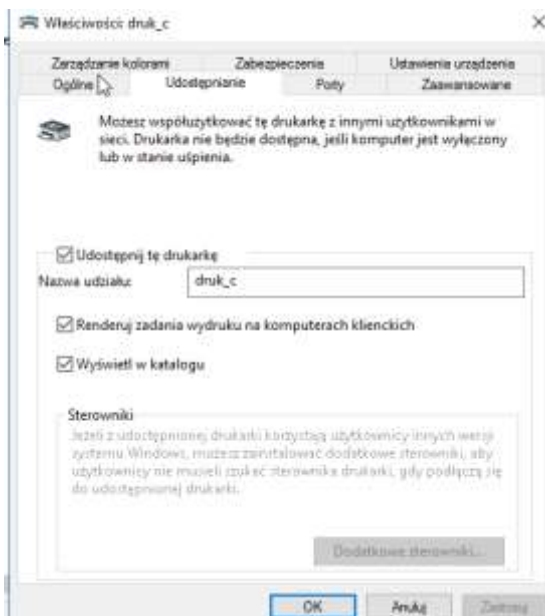 Właściwości: druk_c
Zarządzanie kolorami Zabezpieczenia Ustawienia urządzenia
Ogólne Udostępnianie Porty Zaawansowane
Możesz współużytkować tę drukarkę z innymi użytkownikami w
sieci. Drukarka nie będzie dostępna, jeśli komputer jest wyłączony
lub w stanie uśpienia.
Udostępnij tę drukarkę
Nazwa udziału: druk_c
Renderuj zadania wydruku na komputerach klienckich
Wyświetl w katalogu
Sterowniki
Jeżeli z udostępnionej drukarki korzystają użytkownicy innych wersji
systemu Windows, możesz zainstalować dodatkowe sterowniki, aby
użytkownicy nie musieli szukać sterownika drukarki, gdy podłączą się
do udostępnionej drukarki.
Dodatkowe sterowniki...
OK Anuluj Zastosuj